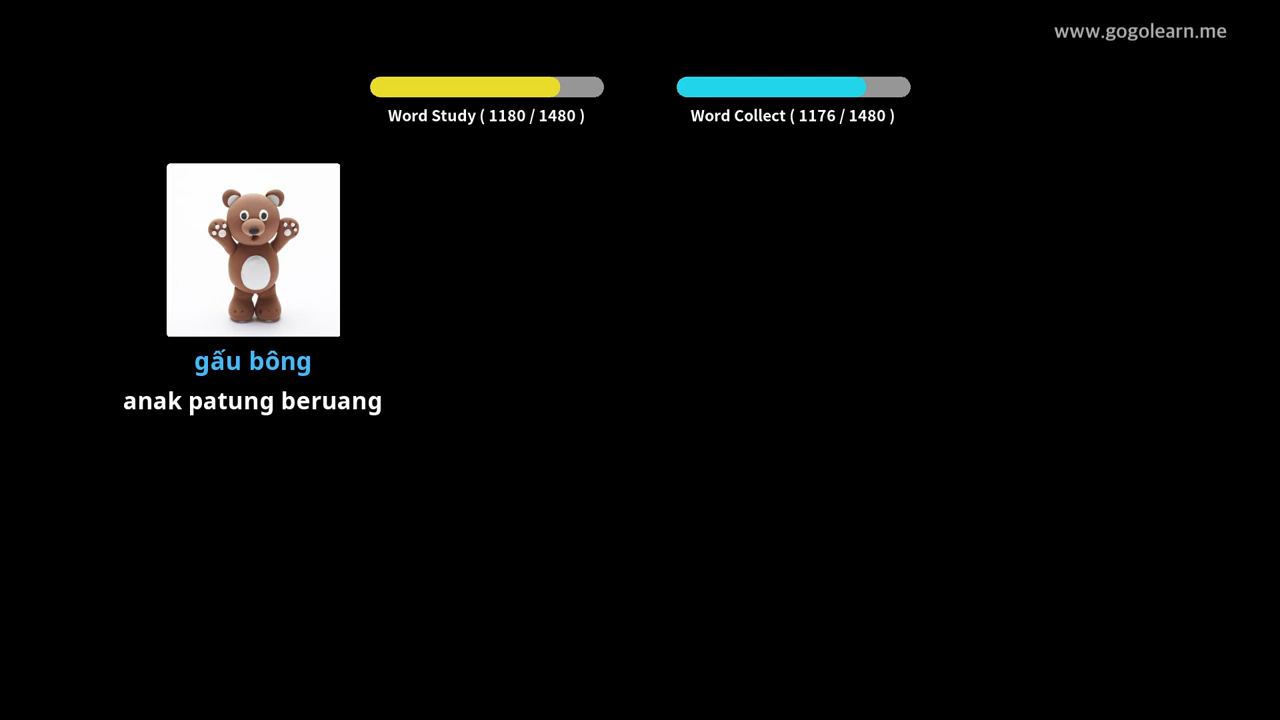 www.gogolearn.me
Word Study ( 1180 / 1480 )
Word Collect ( 1176 / 1480 )
gấu bông
anak patung beruang